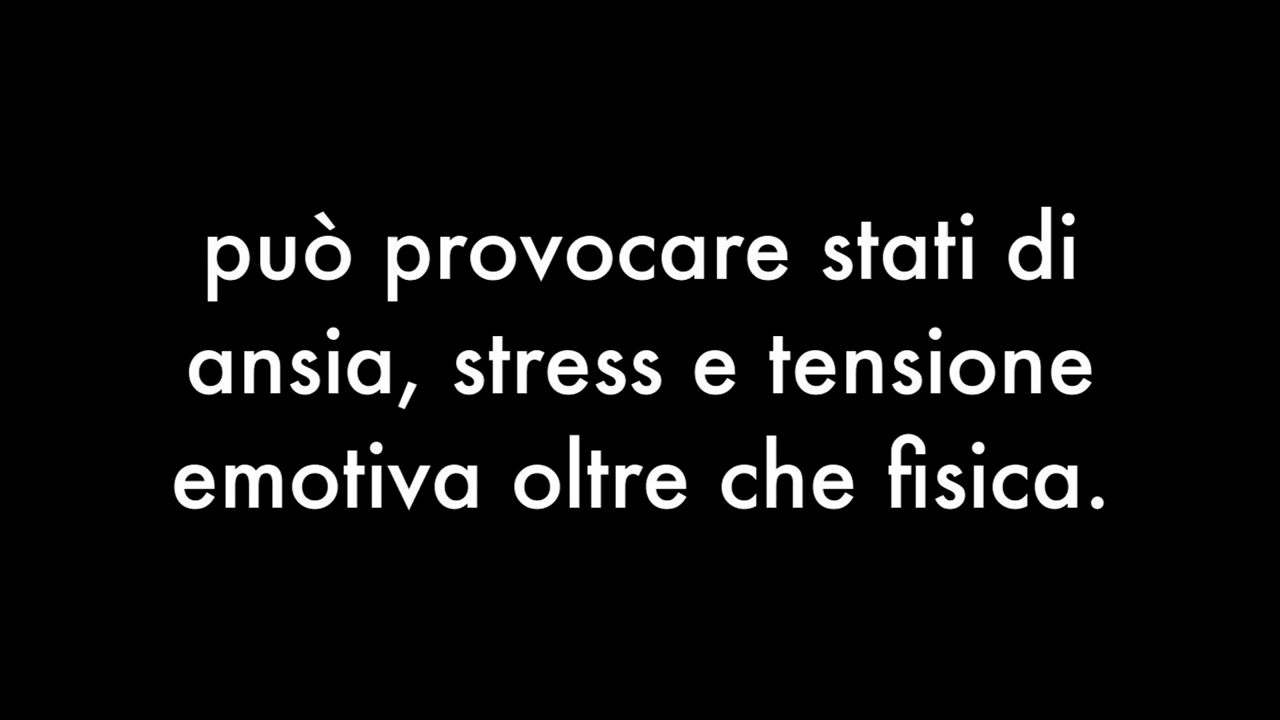 può provocare stati di
ansia, stress e tensione
emotiva oltre che fisica.